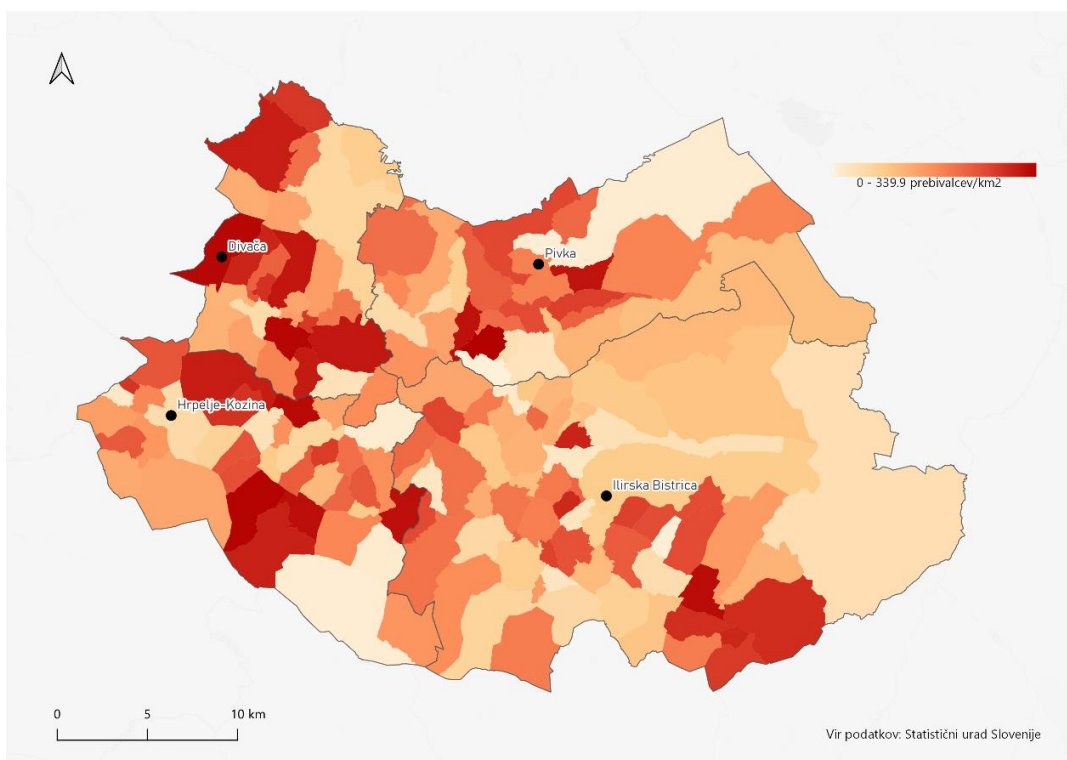 0 - 339.9 prebivalcev/km2
Divača
Pivka
Hrpelje-Kozina
Ilirska Bistrica
0 5 10 km
Vir podatkov: Statistični urad Slovenije